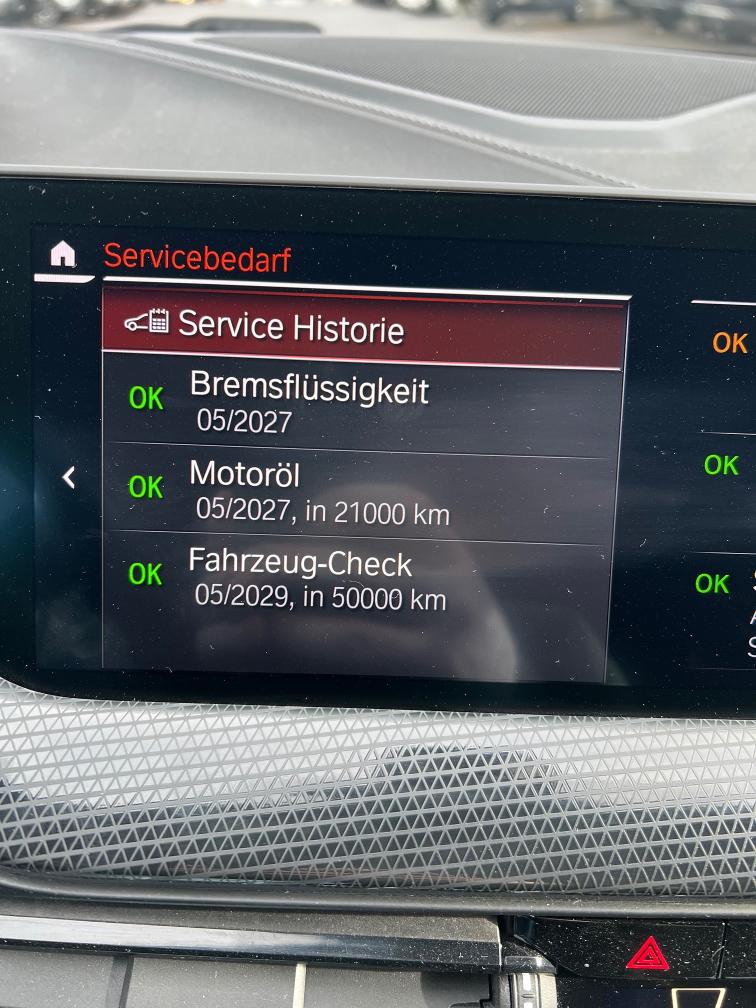 Servicebedarf
Service Historie
OK Bremsflüssigkeit
05/2027
OK Motoröl
05/2027, in 21000 km
OK Fahrzeug-Check
05/2029, in 50000 km
OK
OK
OK